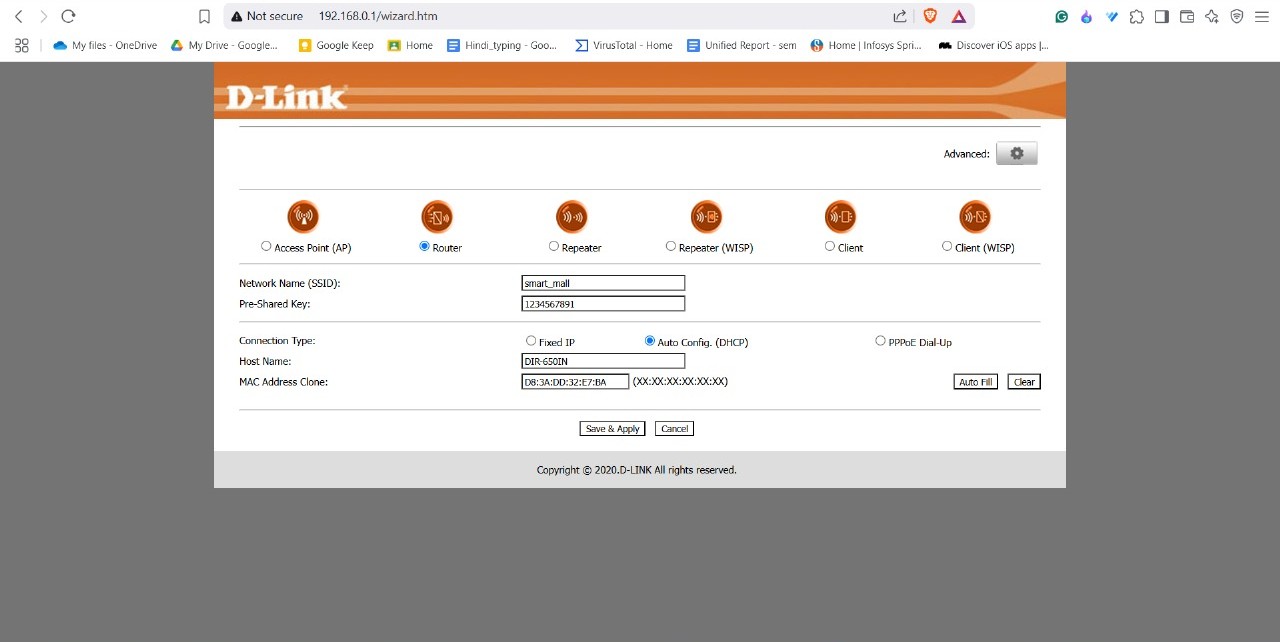 Not secure 192.168.0.1/wizard.htm
My files - OneDrive My Drive - Google... Google Keep Home Hindi_typing - Goo... VirusTotal - Home Unified Report - sem Home | Infosys Spri... Discover iOS apps |...
D-Link
Advanced:
Access Point (AP) Router Repeater Repeater (WISP) Client Client (WISP)
Network Name (SSID): smart_mall
Pre-Shared Key: 1234567891
Connection Type: Fixed IP Auto Config. (DHCP) PPPoE Dial-Up
Host Name: DIR-650IN
MAC Address Clone: D8:3A:DD:32:E7:BA (XX:XX:XX:XX:XX:XX) Auto Fill Clear
Save & Apply Cancel
Copyright © 2020.D-LINK All rights reserved.